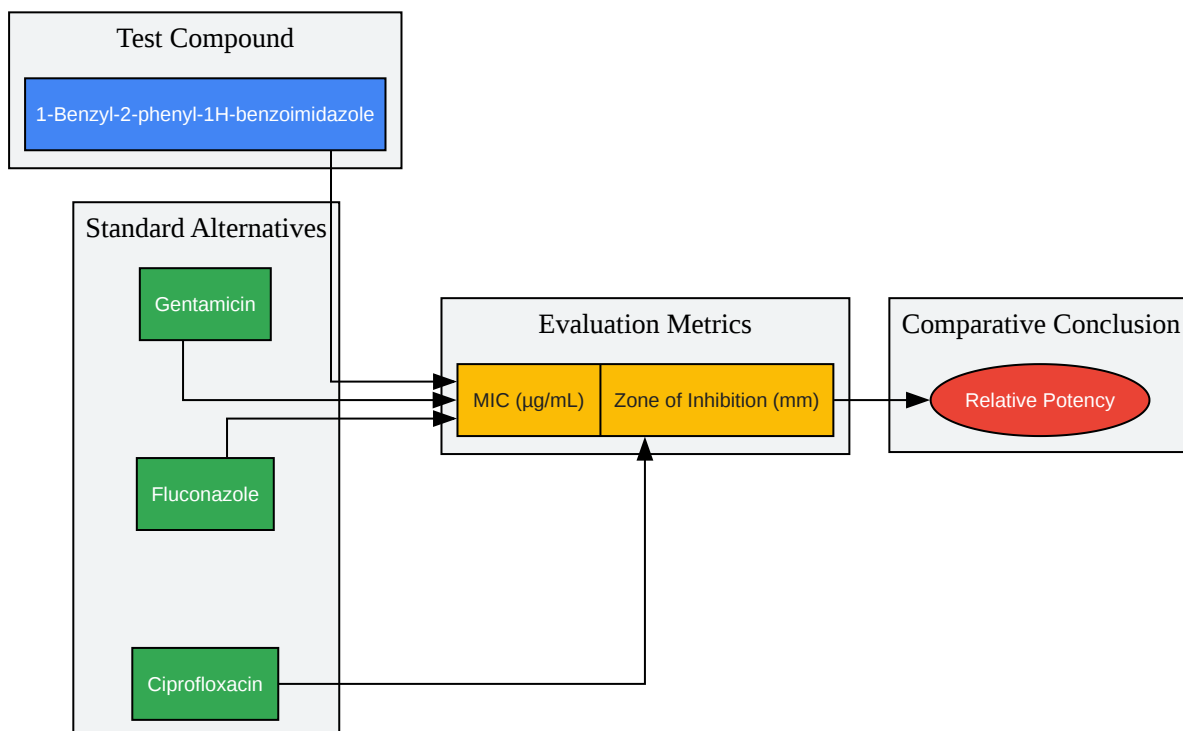 Test Compound
1-Benzyl-2-phenyl-1H-benzoimidazole
Standard Alternatives
Gentamicin
Fluconazole
Ciprofloxacin
Evaluation Metrics
MIC (µg/mL)
Zone of Inhibition (mm)
Comparative Conclusion
Relative Potency